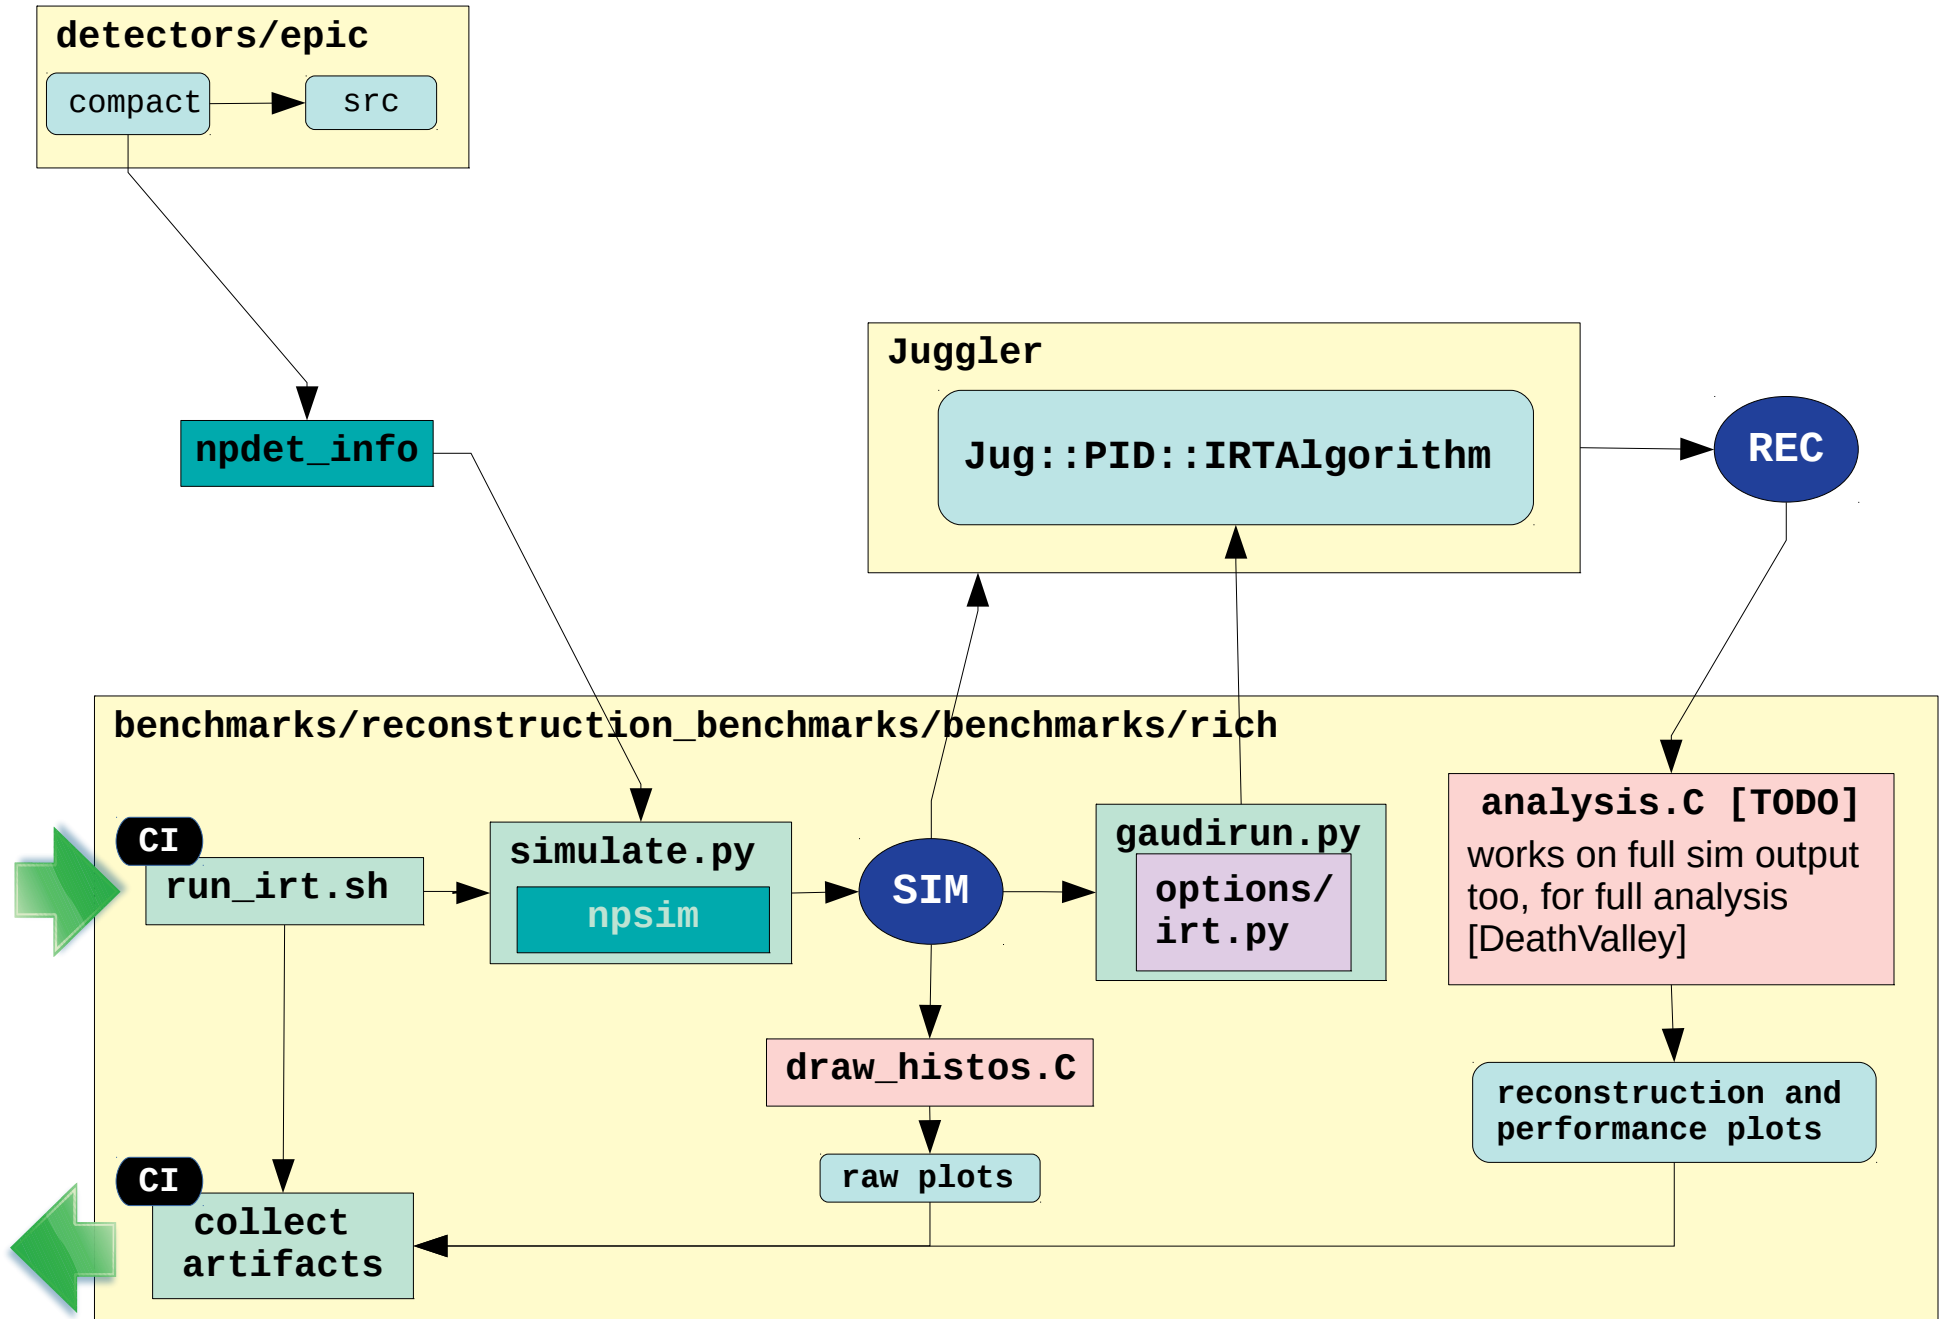 detectors/epic
compact
src
npdet_info
Juggler
Jug::PID::IRTAlgorithm
REC
benchmarks/reconstruction_benchmarks/benchmarks/rich
CI
run_irt.sh
simulate.py
npsim
SIM
gaudirun.py
options/
irt.py
analysis.C [TODO]
works on full sim output
too, for full analysis
[DeathValley]
draw_histos.C
raw plots
reconstruction and
performance plots
CI
collect
artifacts